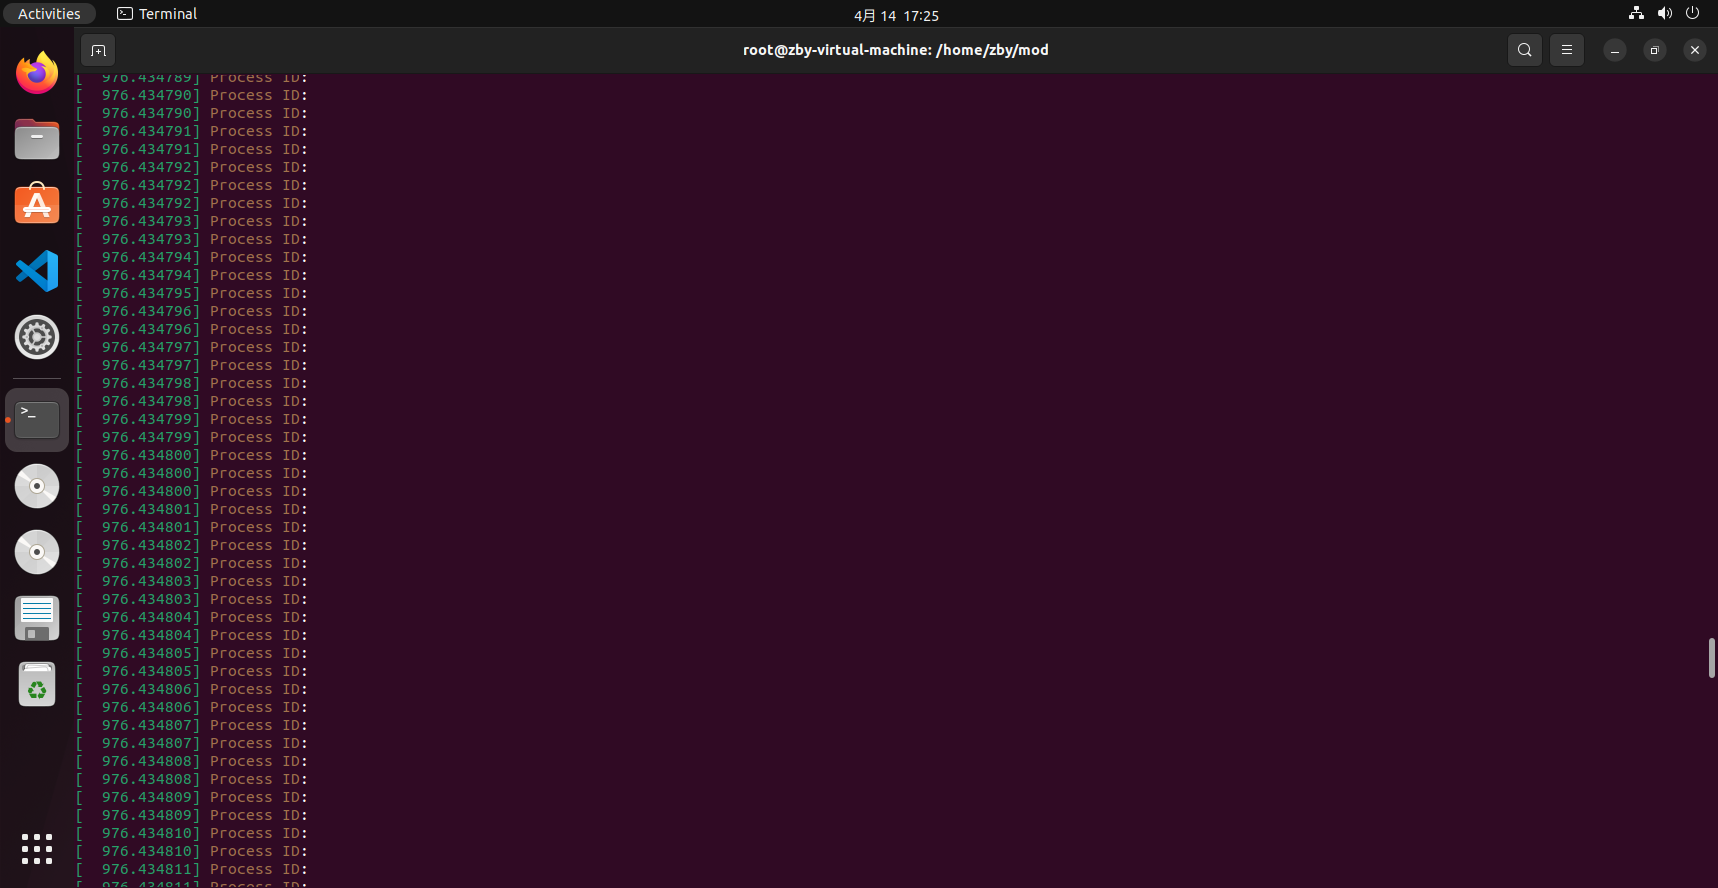 Activities
Terminal
4月 14 17:25
root@zby-virtual-machine: /home/zby/mod
[  976.434789] Process ID:
[  976.434790] Process ID:
[  976.434790] Process ID:
[  976.434791] Process ID:
[  976.434791] Process ID:
[  976.434792] Process ID:
[  976.434792] Process ID:
[  976.434792] Process ID:
[  976.434793] Process ID:
[  976.434793] Process ID:
[  976.434794] Process ID:
[  976.434794] Process ID:
[  976.434795] Process ID:
[  976.434796] Process ID:
[  976.434796] Process ID:
[  976.434797] Process ID:
[  976.434797] Process ID:
[  976.434798] Process ID:
[  976.434798] Process ID:
[  976.434799] Process ID:
[  976.434799] Process ID:
[  976.434800] Process ID:
[  976.434800] Process ID:
[  976.434800] Process ID:
[  976.434801] Process ID:
[  976.434801] Process ID:
[  976.434802] Process ID:
[  976.434802] Process ID:
[  976.434803] Process ID:
[  976.434803] Process ID:
[  976.434804] Process ID:
[  976.434804] Process ID:
[  976.434805] Process ID:
[  976.434805] Process ID:
[  976.434806] Process ID:
[  976.434806] Process ID:
[  976.434807] Process ID:
[  976.434807] Process ID:
[  976.434808] Process ID:
[  976.434808] Process ID:
[  976.434809] Process ID:
[  976.434809] Process ID:
[  976.434810] Process ID:
[  976.434810] Process ID:
[  976.434811] Process ID:
[  976.434811] Process ID: